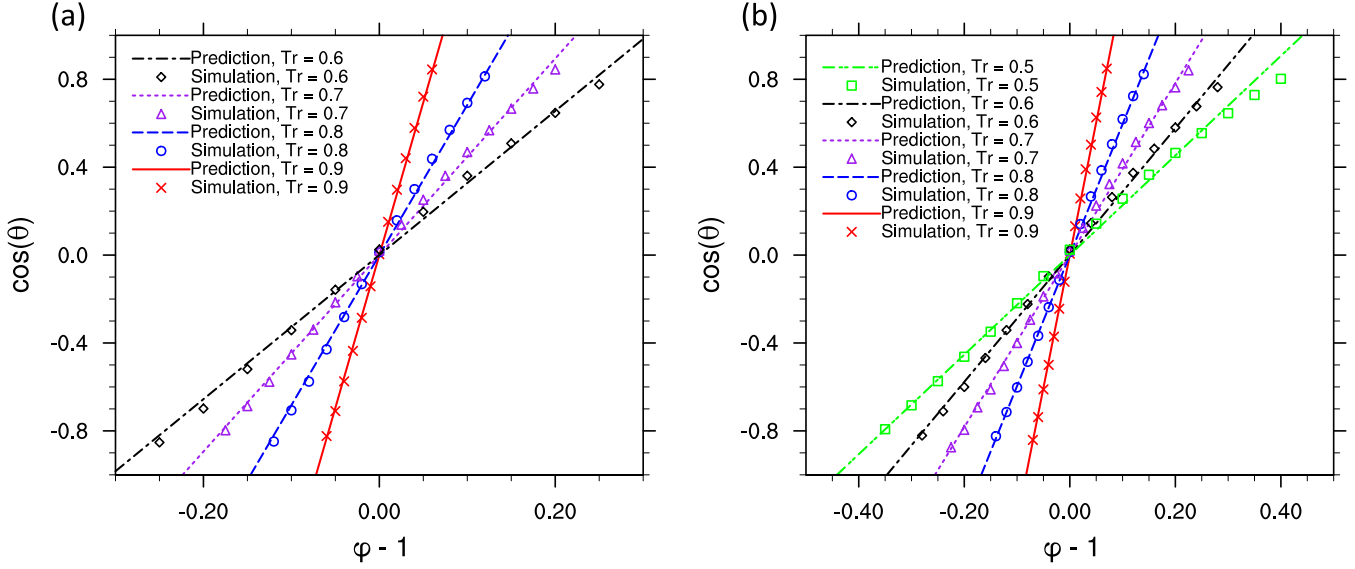 (a)
Prediction, Tr = 0.6
Simulation, Tr = 0.6
Prediction, Tr = 0.7
Simulation, Tr = 0.7
Prediction, Tr = 0.8
Simulation, Tr = 0.8
Prediction, Tr = 0.9
Simulation, Tr = 0.9
cos(θ)
0.8
0.4
0.0
-0.4
-0.8
-0.20
0.00
0.20
φ - 1
(b)
Prediction, Tr = 0.5
Simulation, Tr = 0.5
Prediction, Tr = 0.6
Simulation, Tr = 0.6
Prediction, Tr = 0.7
Simulation, Tr = 0.7
Prediction, Tr = 0.8
Simulation, Tr = 0.8
Prediction, Tr = 0.9
Simulation, Tr = 0.9
cos(θ)
0.8
0.4
0.0
-0.4
-0.8
-0.40
-0.20
0.00
0.20
0.40
φ - 1